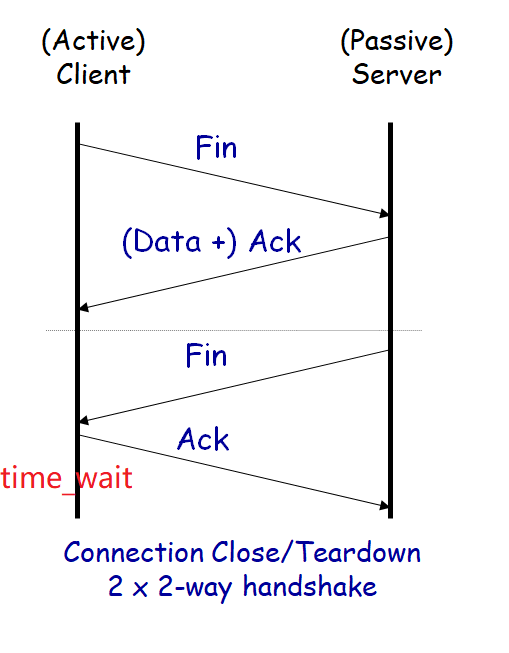 (Active)
Client
(Passive)
Server
Fin
(Data +) Ack
Fin
Ack
time_wait
Connection Close/Teardown
2 x 2-way handshake